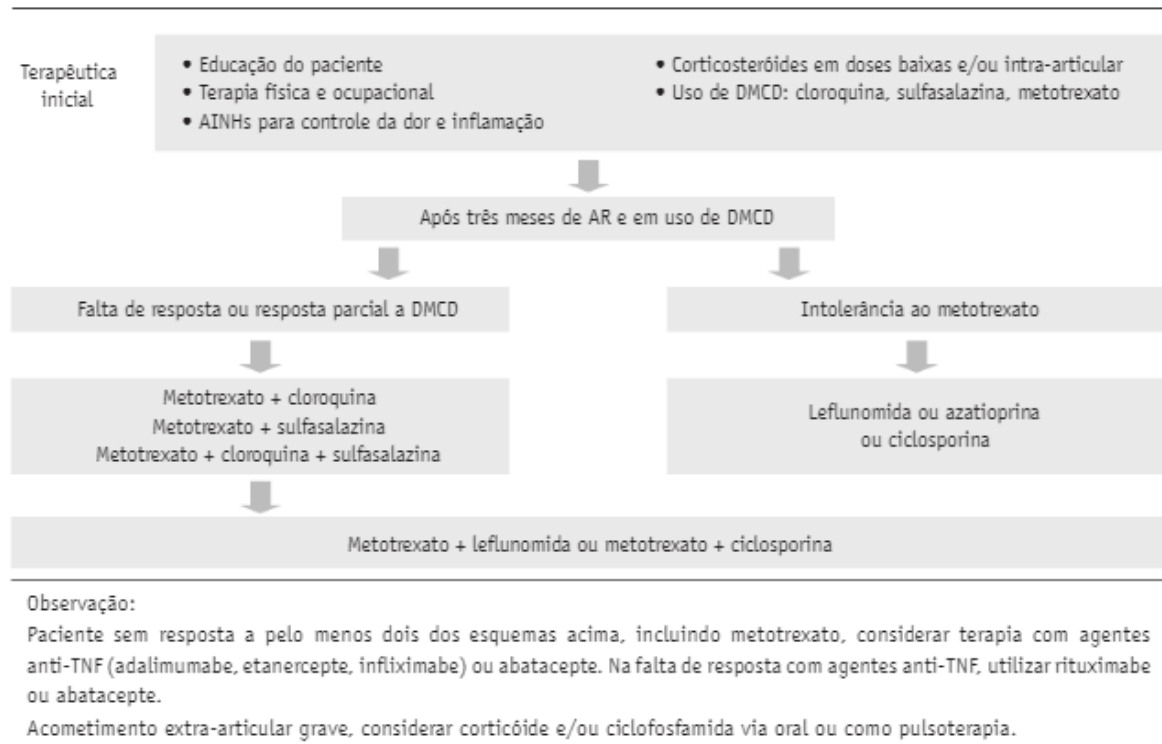 Terapêutica
inicial
• Educação do paciente
• Terapia física e ocupacional
• AINHs para controle da dor e inflamação
• Corticosteróides em doses baixas e/ou intra-articular
• Uso de DMCD: cloroquina, sulfasalazina, metotrexato
Após três meses de AR e em uso de DMCD
Falta de resposta ou resposta parcial a DMCD
Intolerância ao metotrexato
Metotrexato + cloroquina
Metotrexato + sulfasalazina
Metotrexato + cloroquina + sulfasalazina
Leflunomida ou azatioprina
ou ciclosporina
Metotrexato + leflunomida ou metotrexato + ciclosporina
Observação:
Paciente sem resposta a pelo menos dois dos esquemas acima, incluindo metotrexato, considerar terapia com agentes
anti-TNF (adalimumabe, etanercepte, infliximabe) ou abatacepte. Na falta de resposta com agentes anti-TNF, utilizar rituximabe
ou abatacepte.
Acometimento extra-articular grave, considerar corticóide e/ou ciclofosfamida via oral ou como pulsoterapia.